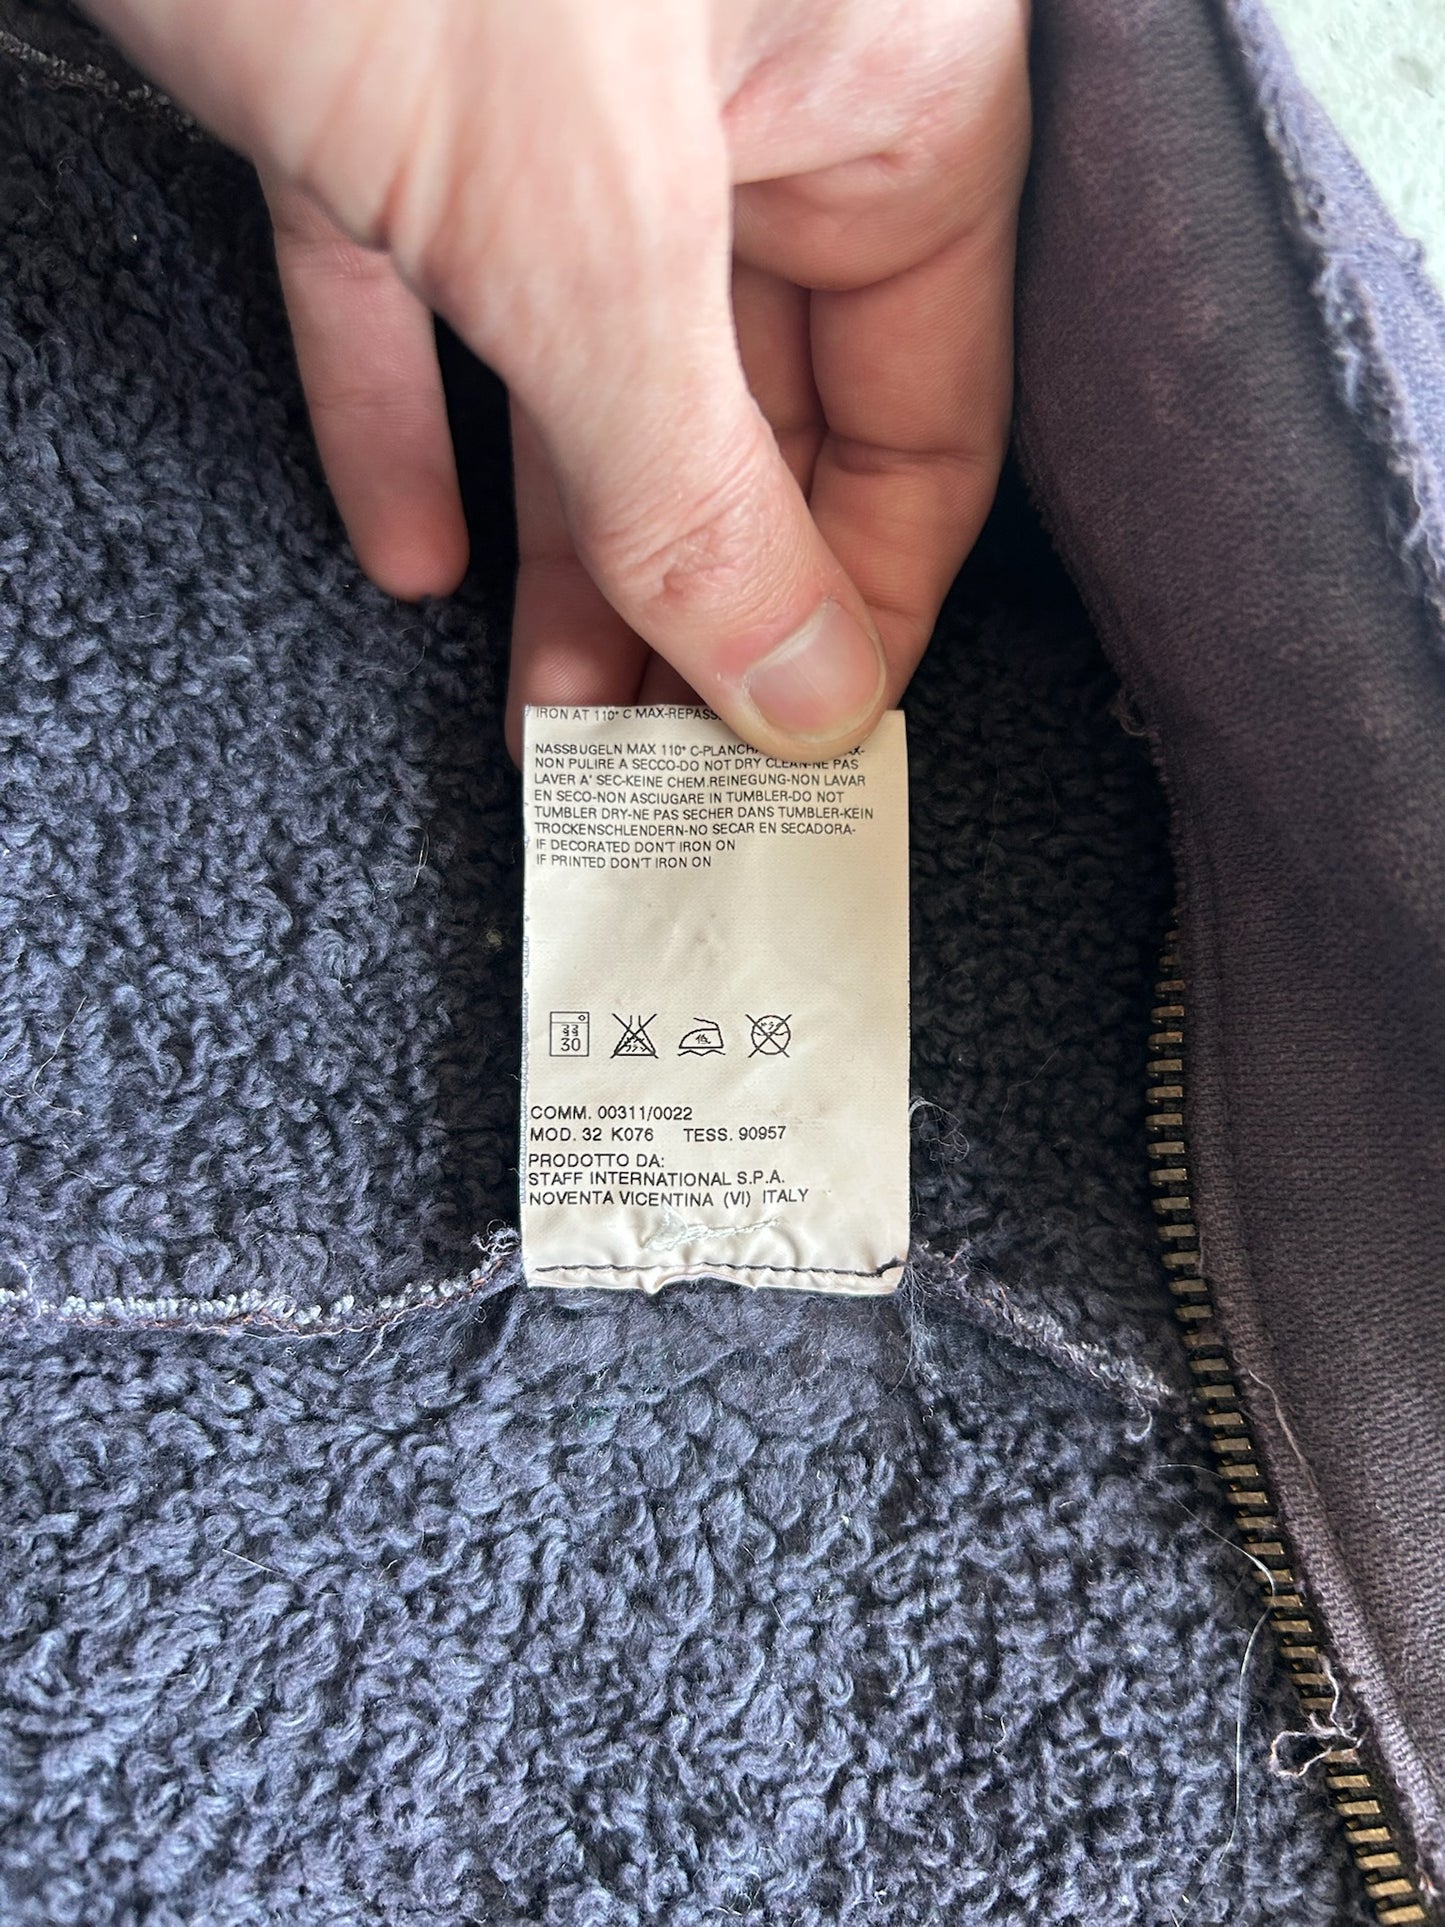 IRON AT 110° C MAX-REPASS
NASSBUGELN MAX 110° C-PLANCH
NON PULIRE A SECCO-DO NOT DRY CLEAN-NE PAS
LAVER A' SEC-KEINE CHEM.REINEGUNG-NON LAVAR
EN SECO-NON ASCIUGARE IN TUMBLER-DO NOT
TUMBLER DRY-NE PAS SECHER DANS TUMBLER-KEIN
TROCKENSCHLENDERN-NO SECAR EN SECADORA-
IF DECORATED DON'T IRON ON
IF PRINTED DON'T IRON ON
30
低
COMM. 00311/0022
MOD. 32 K076 TESS. 90957
PRODOTTO DA:
STAFF INTERNATIONAL S.P.A.
NOVENTA VICENTINA (VI) ITALY